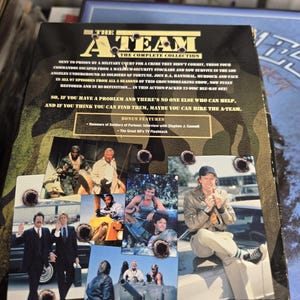 THE
A-TEAM
THE COMPLETE COLLECTION
SENT TO PRISON BY A MILITARY COURT FOR A CRIME THEY DIDN'T COMMIT, THESE FOUR
COMMANDOS ESCAPED FROM A MAXIMUM-SECURITY STOCKADE AND NOW SURVIVE IN THE LOS
ANGELES UNDERGROUND AS SOLDIERS OF FORTUNE. JOIN B.A. HANNIBAL, MURDOCK AND FACE
IN ALL EPISODES FROM ALL 5 SEASONS OF THIS GROUNDBREAKING SHOW, NOW FULLY
RESTORED AND IN HD DEFINITION... IN THIS ACTION-PACKED 22-DISC BLU-RAY SET!
SO, IF YOU HAVE A PROBLEM AND THERE'S NO ONE ELSE WHO CAN HELP,
AND IF YOU THINK YOU CAN FIND THEM, MAYBE YOU CAN HIRE THE A-TEAM.
BONUS FEATURES
• Memoirs of Soldiers of Fortune: Interview with Stephen J. Cannell
• The Great 80's TV Flashback